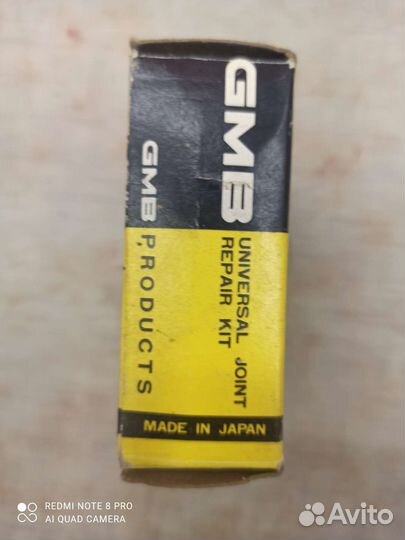 GMB
UNIVERSAL JOINT
REPAIR KIT
GMB PRODUCTS
MADE IN JAPAN
REDMI NOTE 8 PRO
AI QUAD CAMERA
Avito